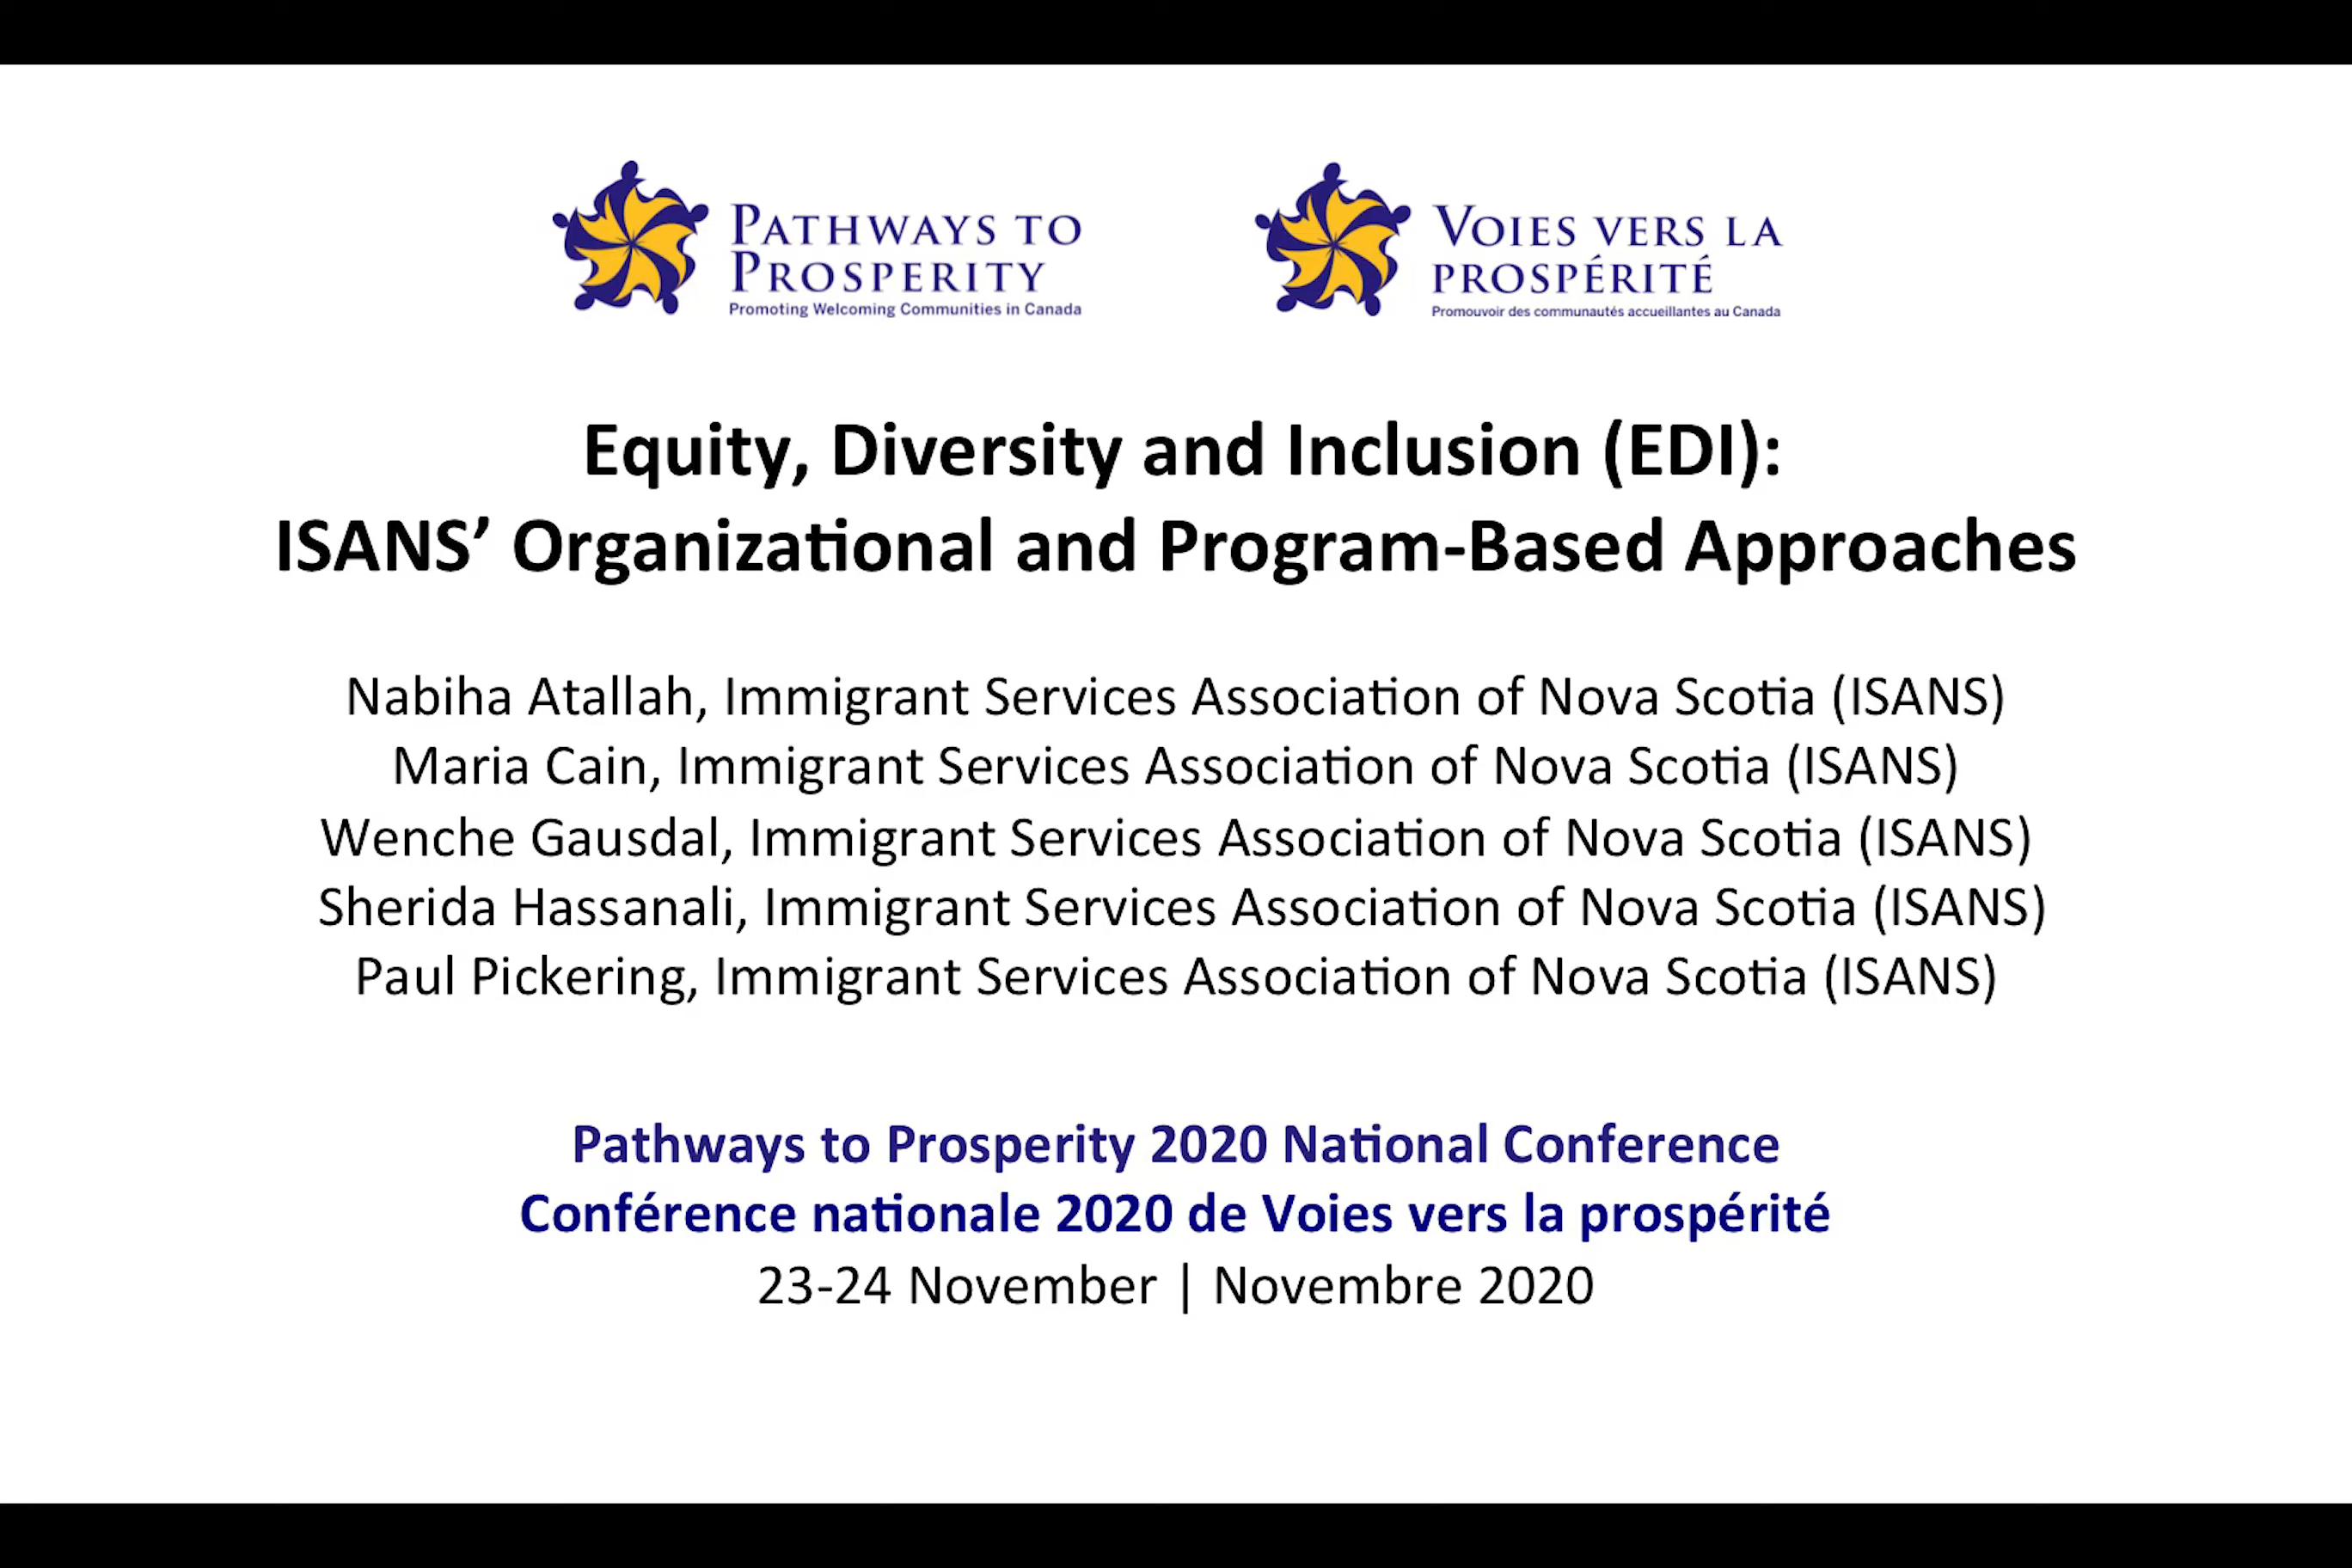 PATHWAYS TO
PROSPERITY
Promoting Welcoming Communities in Canada
VOIES VERS LA
PROSPÉRITÉ
Promouvoir des communautés accueillantes au Canada
Equity, Diversity and Inclusion (EDI):
ISANS’ Organizational and Program-Based Approaches
Nabiha Atallah, Immigrant Services Association of Nova Scotia (ISANS)
Maria Cain, Immigrant Services Association of Nova Scotia (ISANS)
Wenche Gausdal, Immigrant Services Association of Nova Scotia (ISANS)
Sherida Hassanali, Immigrant Services Association of Nova Scotia (ISANS)
Paul Pickering, Immigrant Services Association of Nova Scotia (ISANS)
Pathways to Prosperity 2020 National Conference
Conférence nationale 2020 de Voies vers la prospérité
23-24 November | Novembre 2020